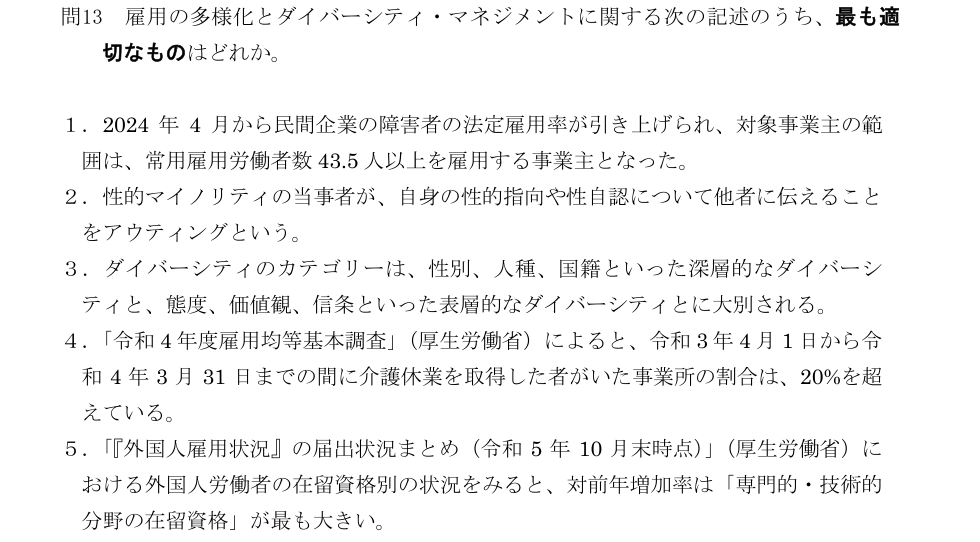 問13　雇用の多様化とダイバーシティ・マネジメントに関する次の記述のうち、最も適
切なものはどれか。
１．2024 年 4 月から民間企業の障害者の法定雇用率が引き上げられ、対象事業主の範
囲は、常用雇用労働者数 43.5 人以上を雇用する事業主となった。
２．性的マイノリティの当事者が、自身の性的指向や性自認について他者に伝えること
をアウティングという。
３．ダイバーシティのカテゴリーは、性別、人種、国籍といった深層的なダイバーシ
ティと、態度、価値観、信条といった表層的なダイバーシティとに大別される。
４．「令和 4 年度雇用均等基本調査」（厚生労働省）によると、令和 3 年 4 月 1 日から令
和 4 年 3 月 31 日までの間に介護休業を取得した者がいた事業所の割合は、20%を超
えている。
５．「『外国人雇用状況』の届出状況まとめ（令和 5 年 10 月末時点）」（厚生労働省）に
おける外国人労働者の在留資格別の状況をみると、対前年増加率は「専門的・技術的
分野の在留資格」が最も大きい。